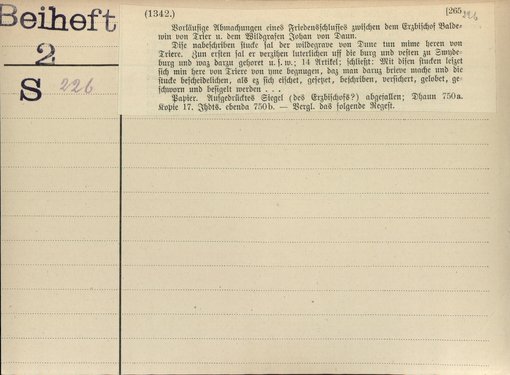 Beiheft
2
S 226
(1342.) [265 226
Vorläufige Abmachungen eines Friedensschlusses zwischen dem Erzbischof Balde-
win von Trier u. dem Wildgrafen Johan von Daun.
Dise nabeschriben stucke sal der wildegrave von Dune tun mime heren von
Triere. Zum ersten sal er verzihen luterlichen uff die burg und vesten zu Smyde-
burg und waz darzu gehoret u. s. w.; 14 Artikel; schließt: Mit disen stucken letzet
sich min here von Triere von yme begnugen, daz man daruz brieve mache und die
stucke bescheidelichen, als ez sich eischet, gesetzet, beschriben, versichert, gelobet, ge-
schworn und besigelt werden . . .
Papier. Aufgedrücktes Siegel (des Erzbischofs?) abgefallen; Dhaun 750a.
Kopie 17. Jhdts. ebenda 750b. — Vergl. das folgende Regest.